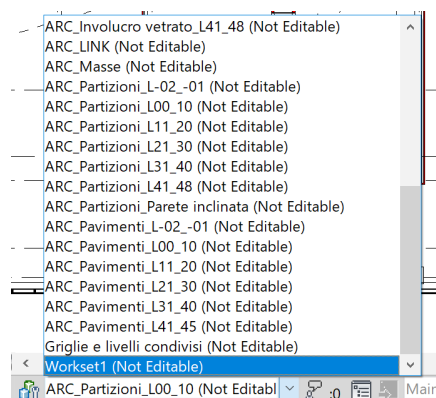 ARC_Involucro vetrato_L41_48 (Not Editable)
ARC_LINK (Not Editable)
ARC_Masse (Not Editable)
ARC_Partizioni_L-02_-01 (Not Editable)
ARC_Partizioni_L00_10 (Not Editable)
ARC_Partizioni_L11_20 (Not Editable)
ARC_Partizioni_L21_30 (Not Editable)
ARC_Partizioni_L31_40 (Not Editable)
ARC_Partizioni_L41_48 (Not Editable)
ARC_Partizioni_Parete inclinata (Not Editable)
ARC_Pavimenti_L-02_-01 (Not Editable)
ARC_Pavimenti_L00_10 (Not Editable)
ARC_Pavimenti_L11_20 (Not Editable)
ARC_Pavimenti_L21_30 (Not Editable)
ARC_Pavimenti_L31_40 (Not Editable)
ARC_Pavimenti_L41_45 (Not Editable)
Griglie e livelli condivisi (Not Editable)
Workset1 (Not Editable)
ARC_Partizioni_L00_10 (Not Editabl :0 Main